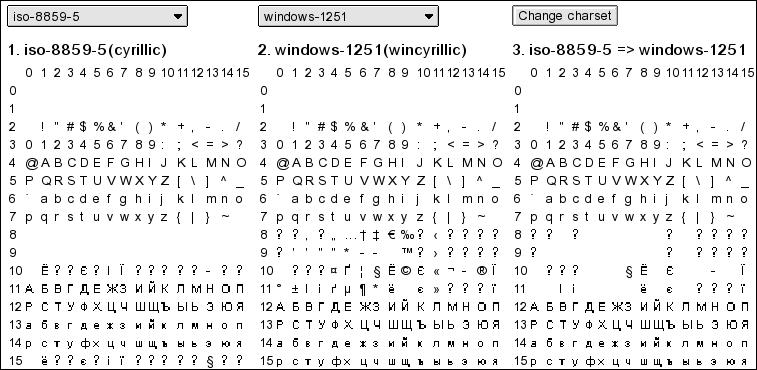 iso-8859-5
windows-1251
Change charset
1. iso-8859-5(cyrillic)
0 1 2 3 4 5 6 7 8 9 10 11 12 13 14 15
0
1
2 ! " # $ % & ' ( ) * + , - . /
3 0 1 2 3 4 5 6 7 8 9 : ; < = > ?
4 @ A B C D E F G H I J K L M N O
5 P Q R S T U V W X Y Z [ \ ] ^ _
6 ` a b c d e f g h i j k l m n o
7 p q r s t u v w x y z { | } ~
8
9
10 Ё ? ? Є ? І Ї ? ? ? ? ? - ? ?
11 А Б В Г Д Е Ж З И Й К Л М Н О П
12 Р С Т У Ф Х Ц Ч Ш Щ Ъ Ы Ь Э Ю Я
13 а б в г д е ж з и й к л м н о п
14 р с т у ф х ц ч ш щ ъ ы ь э ю я
15 ё ? ? є ? і ї ? ? ? ? ? § ? ?
2. windows-1251(wincyrillic)
0 1 2 3 4 5 6 7 8 9 10 11 12 13 14 15
0
1
2 ! " # $ % & ' ( ) * + , - . /
3 0 1 2 3 4 5 6 7 8 9 : ; < = > ?
4 @ A B C D E F G H I J K L M N O
5 P Q R S T U V W X Y Z [ \ ] ^ _
6 ` a b c d e f g h i j k l m n o
7 p q r s t u v w x y z { | } ~
8 ? ? ‚ ? „ … † ‡ € ‰ ? ‹ ? ? ? ?
9 ? ‘ ’ “ ” • - - ™ ? › ? ? ? ?
10 ? ? ? ¤ Ґ ¦ § Ё © Є « ¬ - ® Ї
11 ° ± І і ґ µ ¶ · ё є » ? ? ? ї
12 А Б В Г Д Е Ж З И Й К Л М Н О П
13 Р С Т У Ф Х Ц Ч Ш Щ Ъ Ы Ь Э Ю Я
14 а б в г д е ж з и й к л м н о п
15 р с т у ф х ц ч ш щ ъ ы ь э ю я
3. iso-8859-5 => windows-1251
0 1 2 3 4 5 6 7 8 9 10 11 12 13 14 15
0
1
2 ! " # $ % & ' ( ) * + , - . /
3 0 1 2 3 4 5 6 7 8 9 : ; < = > ?
4 @ A B C D E F G H I J K L M N O
5 P Q R S T U V W X Y Z [ \ ] ^ _
6 ` a b c d e f g h i j k l m n o
7 p q r s t u v w x y z { | } ~
8 ? ? ? ? ? ? ? ?
9 ? ? ? ? ? ?
10 ? ? ? § Ё Є - Ї
11 І і ё є ї
12 А Б В Г Д Е Ж З И Й К Л М Н О П
13 Р С Т У Ф Х Ц Ч Ш Щ Ъ Ы Ь Э Ю Я
14 а б в г д е ж з и й к л м н о п
15 р с т у ф х ц ч ш щ ъ ы ь э ю я